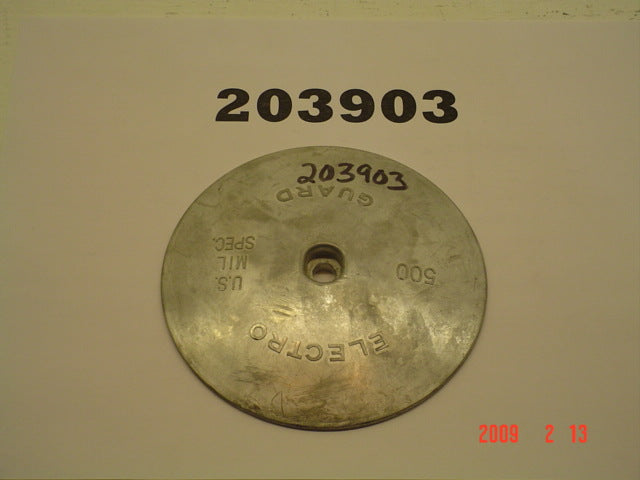 203903
203903
ELECTRO
500
U.S.
MIL
SPEC.
GUARD
2009 2 13